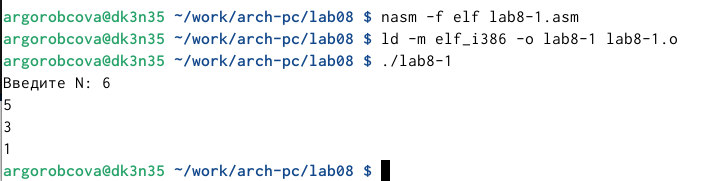 argorobcova@dk3n35 ~/work/arch-pc/lab08 $ nasm -f elf lab8-1.asm
argorobcova@dk3n35 ~/work/arch-pc/lab08 $ ld -m elf_i386 -o lab8-1 lab8-1.o
argorobcova@dk3n35 ~/work/arch-pc/lab08 $ ./lab8-1
Введите N: 6
5
3
1
argorobcova@dk3n35 ~/work/arch-pc/lab08 $